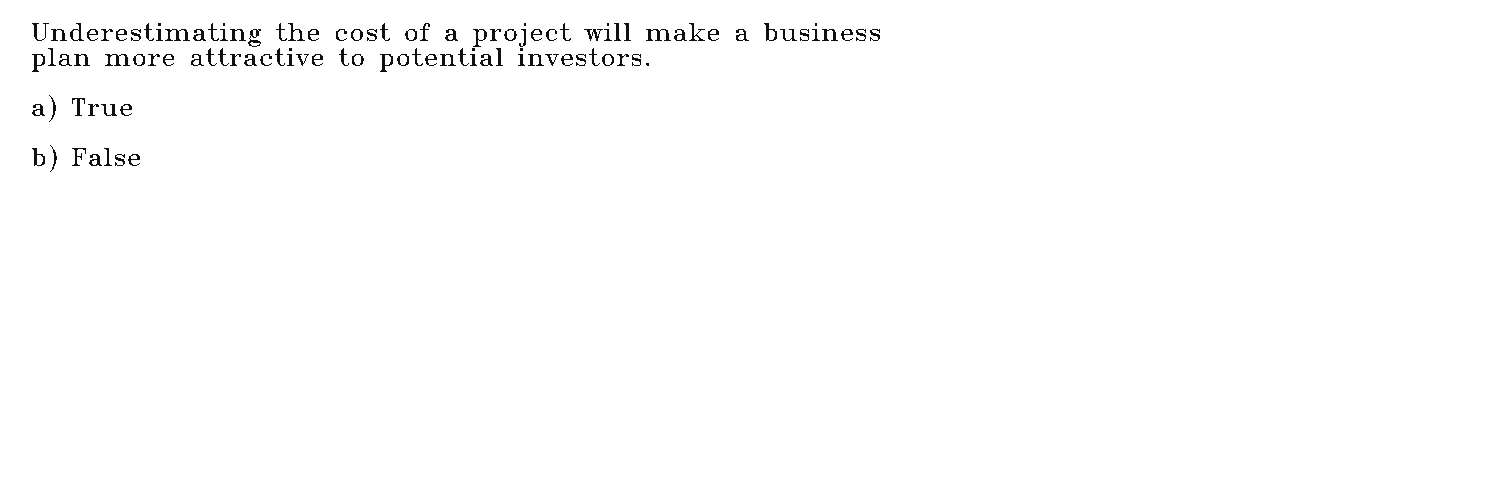 Underestimating the cost of a project will make a business
plan more attractive to potential investors.
a) True
b) False